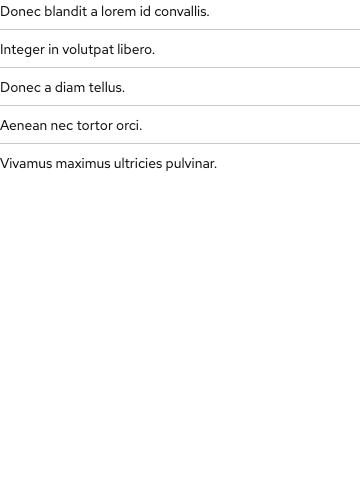 Donec blandit a lorem id convallis.
Integer in volutpat libero.
Donec a diam tellus.
Aenean nec tortor orci.
Vivamus maximus ultricies pulvinar.